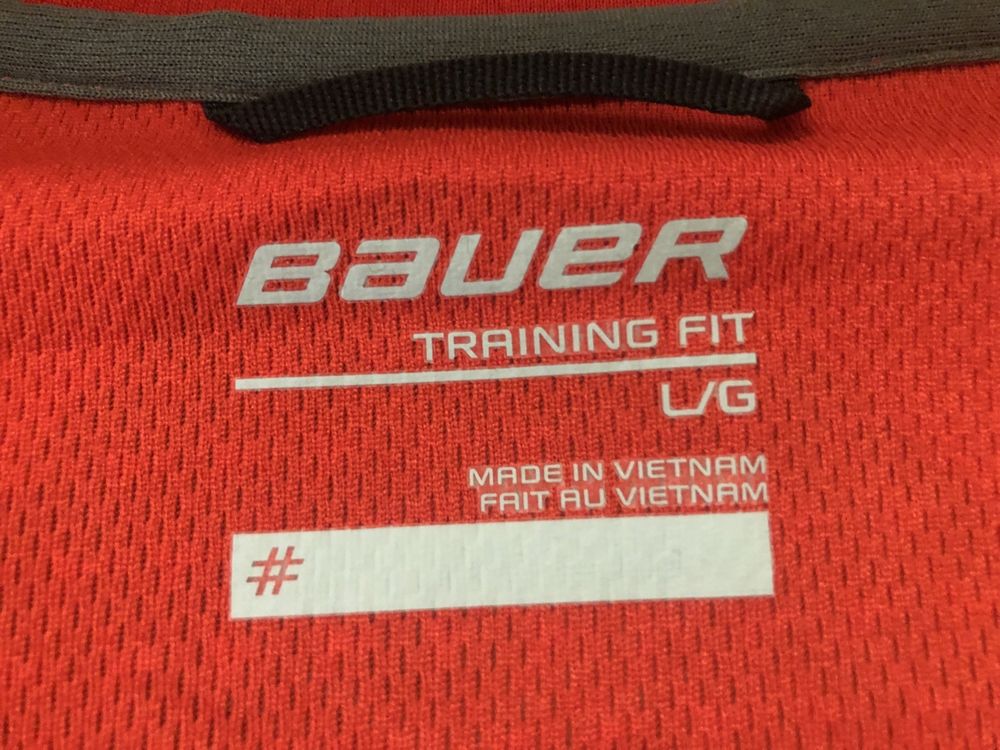 BAUER
TRAINING FIT
L/G
MADE IN VIETNAM
FAIT AU VIETNAM
#